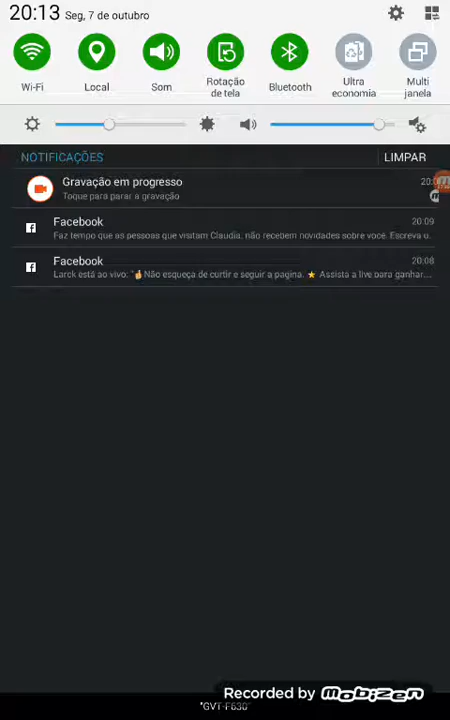 20:13 Seg, 7 de outubro
Wi-Fi
Local
Som
Rotação
de tela
Bluetooth
Ultra
economia
Multi
janela
NOTIFICAÇÕES
LIMPAR
Gravação em progresso
Toque para parar a gravação
Facebook 20:09
Faz tempo que as pessoas que visitam Claudia. não recebem novidades sobre você. Escreva o...
Facebook 20:08
Larck está ao vivo: "☝Não esqueça de curtir e seguir a pagina. ⭐ Assista a live para ganhar...
Recorded by mobizen
"GVT-F630"